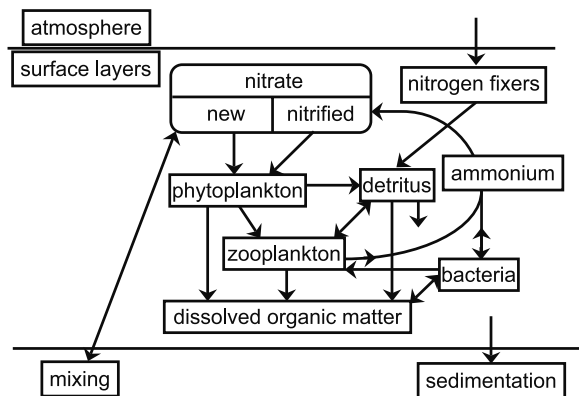 atmosphere
surface layers
nitrate
new nitrified
nitrogen fixers
phytoplankton
detritus
ammonium
zooplankton
bacteria
dissolved organic matter
mixing
sedimentation